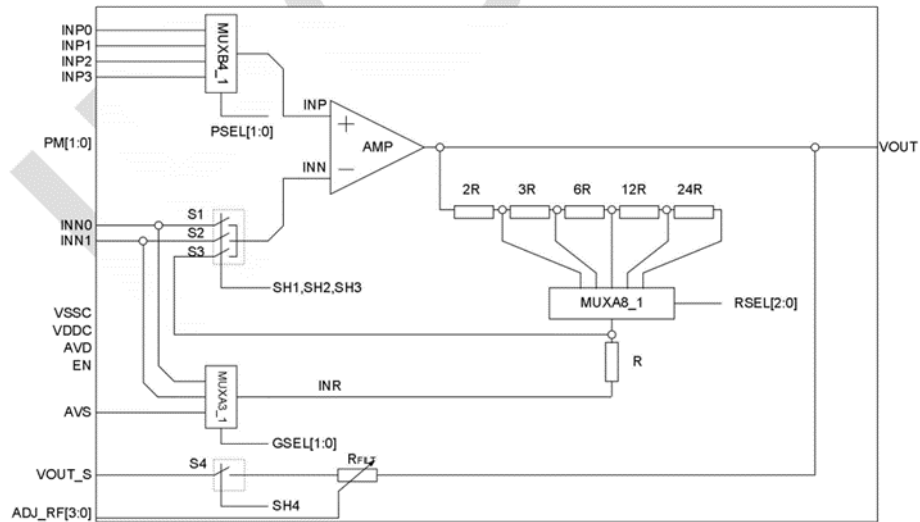 INP0
INP1
INP2
INP3
MUXB4_1
PSEL[1:0]
PM[1:0]
INP
INN
+
−
AMP
VOUT
2R 3R 6R 12R 24R
INN0
INN1
S1
S2
S3
SH1,SH2,SH3
MUXA8_1
RSEL[2:0]
VSSC
VDDC
AVD
EN
R
MUXA3_1
INR
AVS
GSEL[1:0]
S4
RFILT
VOUT_S
SH4
ADJ_RF[3:0]